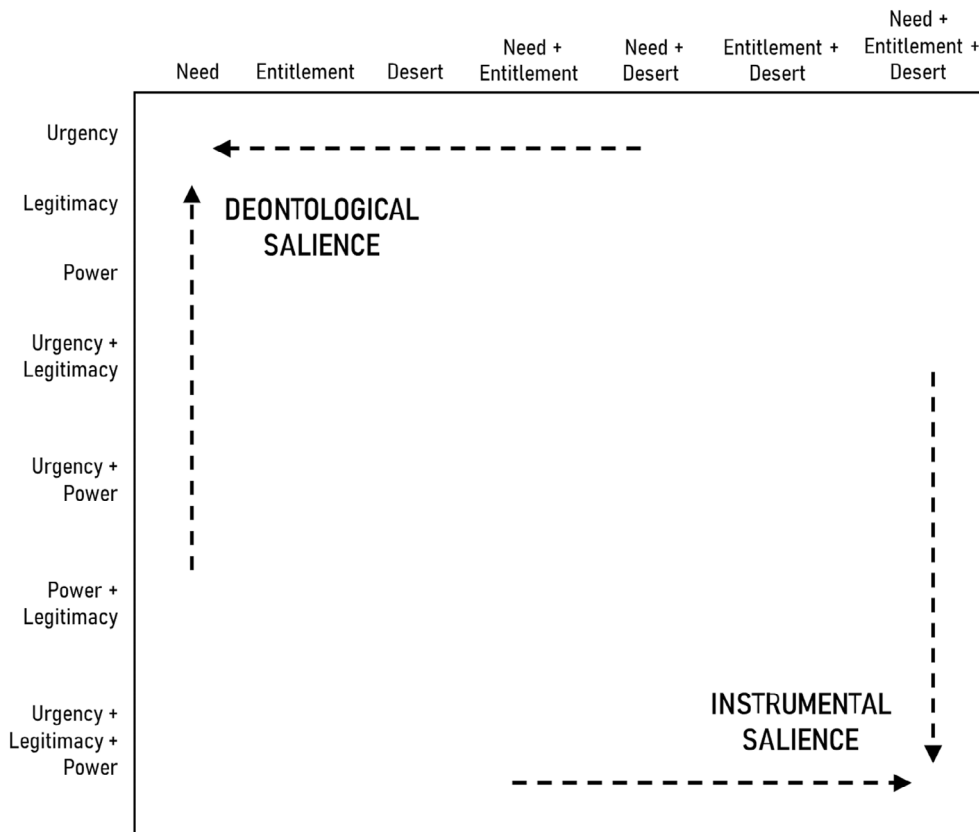 Need
Entitlement
Desert
Need +
Entitlement
Need +
Desert
Entitlement +
Desert
Need +
Entitlement +
Desert
Urgency
Legitimacy
Power
Urgency +
Legitimacy
Urgency +
Power
Power +
Legitimacy
Urgency +
Legitimacy +
Power
DEONTOLOGICAL
SALIENCE
INSTRUMENTAL
SALIENCE